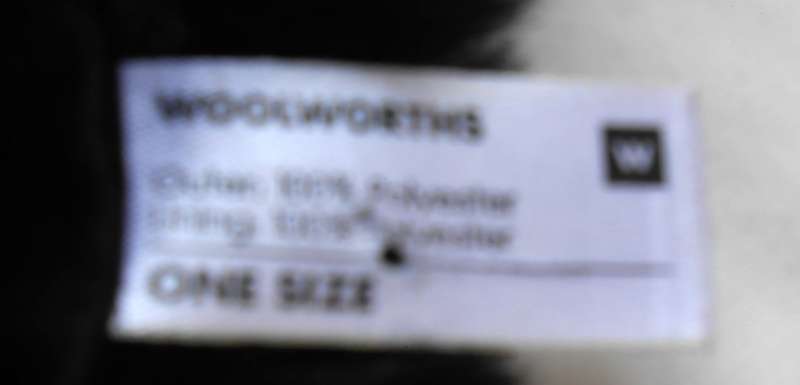 WOOLWORTHS
W
Outer: 100% Polyester
Lining: 100% Polyester
ONE SIZE